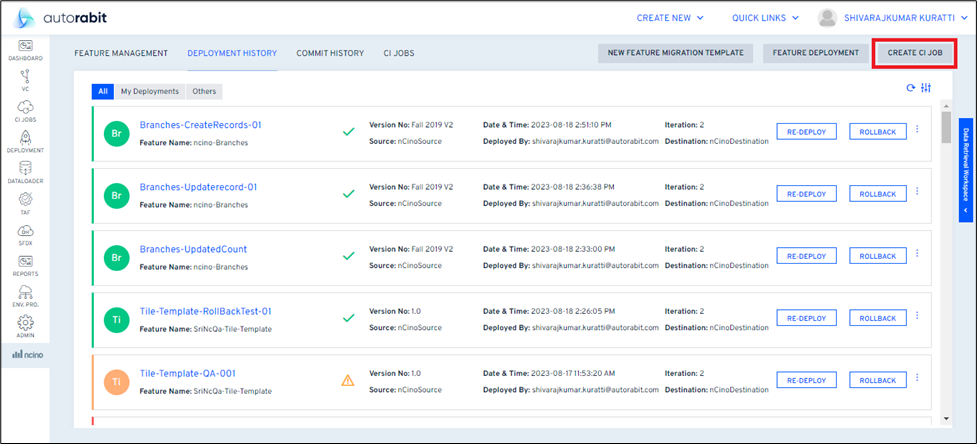 autorabit
CREATE NEW
QUICK LINKS
SHIVARAJKUMAR KURATTI
DASHBOARD
VC
CI JOBS
DEPLOYMENT
DATALOADER
TAF
SFDX
REPORTS
ENV. PRO.
ADMIN
ncino
FEATURE MANAGEMENT
DEPLOYMENT HISTORY
COMMIT HISTORY
CI JOBS
NEW FEATURE MIGRATION TEMPLATE
FEATURE DEPLOYMENT
CREATE CI JOB
All
My Deployments
Others
Br
Branches-CreateRecords-01
Feature Name: ncino-Branches
Version No: Fall 2019 V2
Source: nCinoSource
Date & Time: 2023-08-18 2:51:10 PM
Deployed By: shivarajkumar.kuratti@autorabit.com
Iteration: 2
Destination: nCinoDestination
RE-DEPLOY
ROLLBACK
Br
Branches-Updaterecord-01
Feature Name: ncino-Branches
Version No: Fall 2019 V2
Source: nCinoSource
Date & Time: 2023-08-18 2:36:38 PM
Deployed By: shivarajkumar.kuratti@autorabit.com
Iteration: 2
Destination: nCinoDestination
RE-DEPLOY
ROLLBACK
Br
Branches-UpdatedCount
Feature Name: ncino-Branches
Version No: Fall 2019 V2
Source: nCinoSource
Date & Time: 2023-08-18 2:33:00 PM
Deployed By: shivarajkumar.kuratti@autorabit.com
Iteration: 2
Destination: nCinoDestination
RE-DEPLOY
ROLLBACK
Ti
Tile-Template-RollBackTest-01
Feature Name: SriNcQa-Tile-Template
Version No: 1.0
Source: nCinoSource
Date & Time: 2023-08-18 2:26:05 PM
Deployed By: shivarajkumar.kuratti@autorabit.com
Iteration: 2
Destination: nCinoDestination
RE-DEPLOY
ROLLBACK
Ti
Tile-Template-QA-001
Feature Name: SriNcQa-Tile-Template
Version No: 1.0
Source: nCinoSource
Date & Time: 2023-08-17 11:53:20 AM
Deployed By: shivarajkumar.kuratti@autorabit.com
Iteration: 2
Destination: nCinoDestination
RE-DEPLOY
ROLLBACK
Data Retrieval Workspace